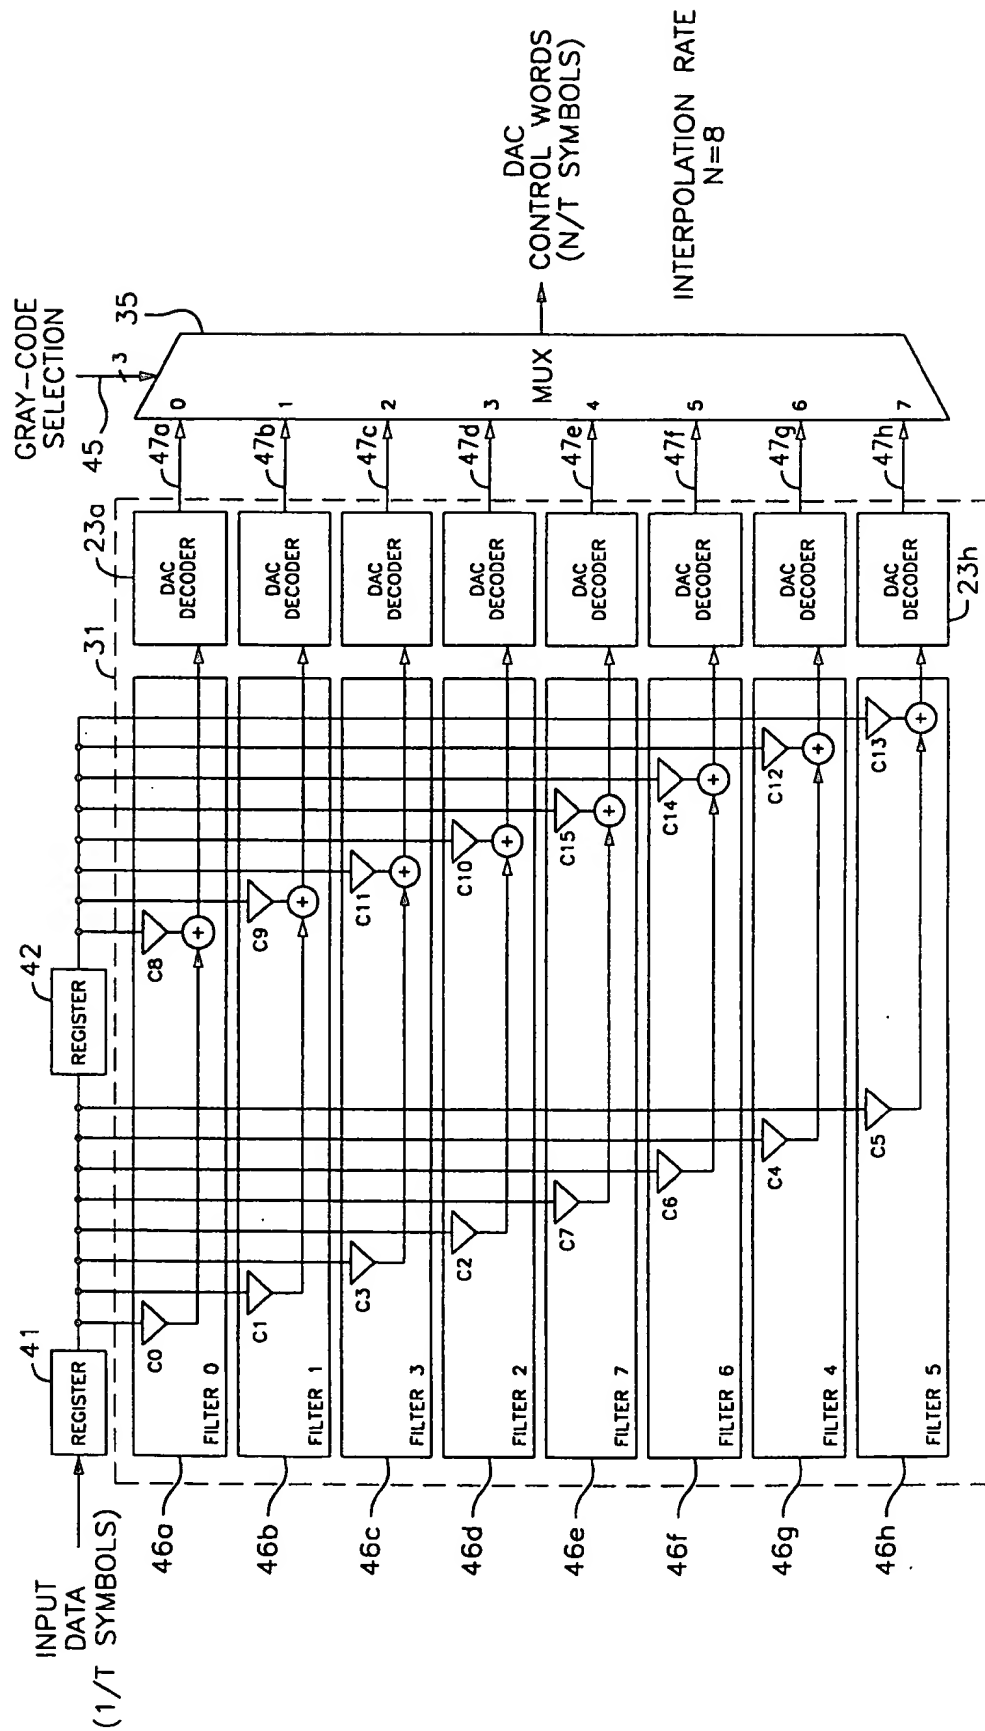 INPUT
DATA
(1/T SYMBOLS)
41
REGISTER
42
REGISTER
31
23a
GRAY-CODE
SELECTION
45
3
35
46a
FILTER 0
C0
C8
DAC
DECODER
47a
0
46b
FILTER 1
C1
C9
DAC
DECODER
47b
1
46c
FILTER 3
C3
C11
DAC
DECODER
47c
2
46d
FILTER 2
C2
C10
DAC
DECODER
47d
3
46e
FILTER 7
C7
C15
DAC
DECODER
47e
4
46f
FILTER 6
C6
C14
DAC
DECODER
47f
5
46g
FILTER 4
C4
C12
DAC
DECODER
47g
6
46h
FILTER 5
C5
C13
DAC
DECODER
47h
7
23h
MUX
DAC
CONTROL WORDS
(N/T SYMBOLS)
INTERPOLATION RATE
N=8